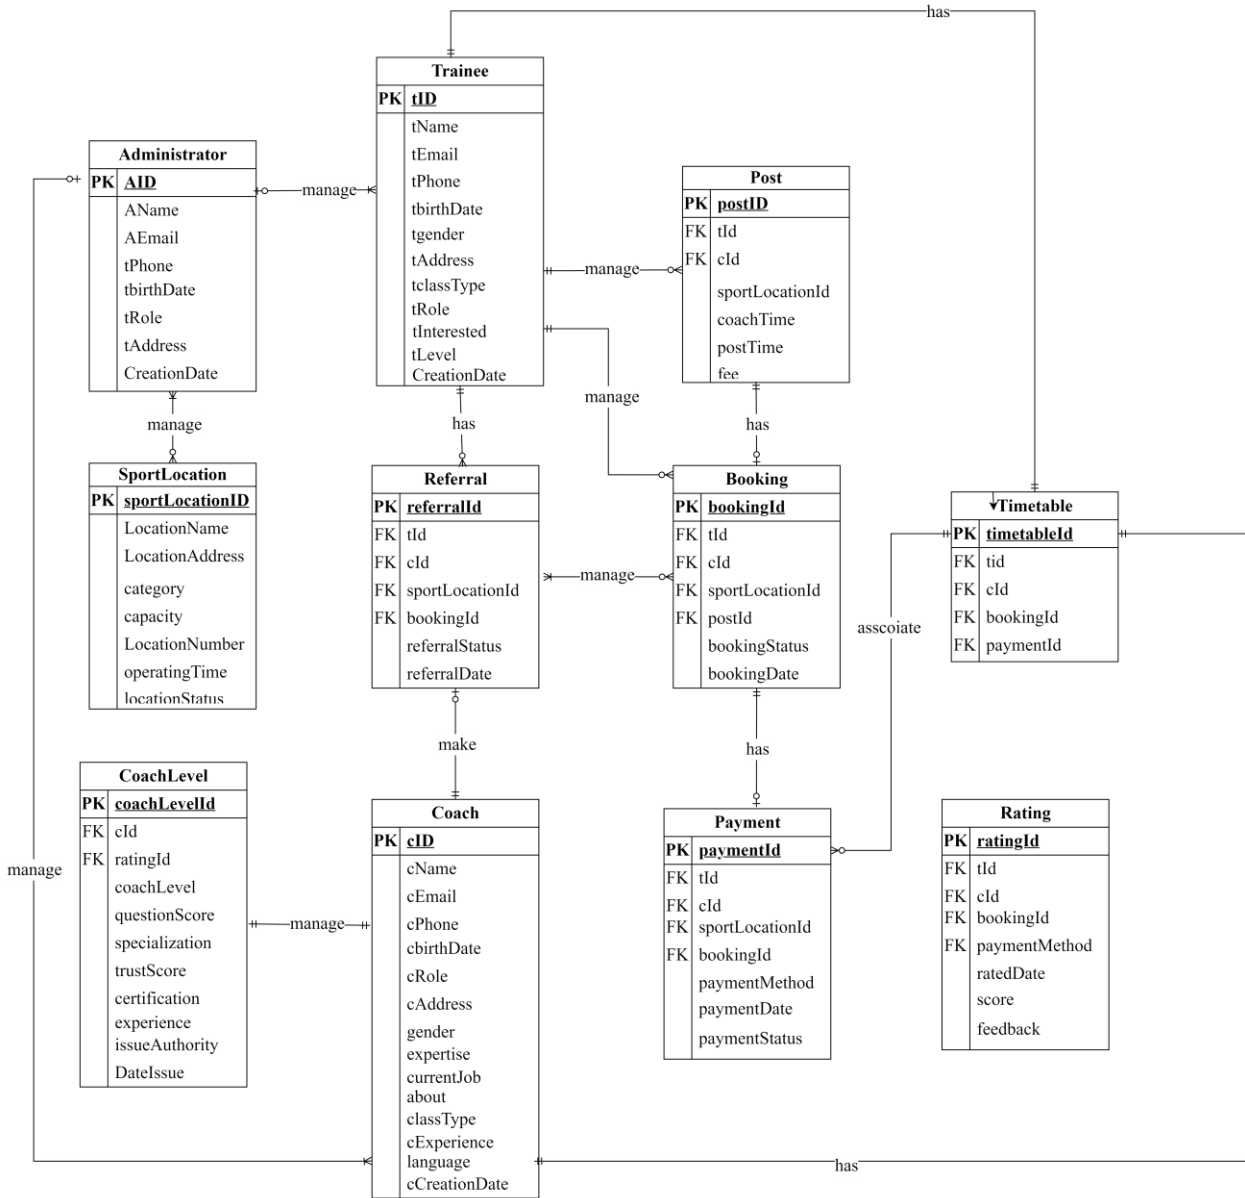 has
Trainee
PK tID
tName
tEmail
tPhone
tbirthDate
tgender
tAddress
tclassType
tRole
tInterested
tLevel
CreationDate
Administrator
PK AID
AName
AEmail
tPhone
tbirthDate
tRole
tAddress
CreationDate
manage
Post
PK postID
FK tId
FK cId
sportLocationId
coachTime
postTime
fee
manage
manage
manage
has
has
SportLocation
PK sportLocationID
LocationName
LocationAddress
category
capacity
LocationNumber
operatingTime
locationStatus
Referral
PK referralId
FK tId
FK cId
FK sportLocationId
FK bookingId
referralStatus
referralDate
manage
Booking
PK bookingId
FK tId
FK cId
FK sportLocationId
FK postId
bookingStatus
bookingDate
Timetable
PK timetableId
FK tid
FK cId
FK bookingId
FK paymentId
asscoiate
make
has
CoachLevel
PK coachLevelId
FK cId
FK ratingId
coachLevel
questionScore
specialization
trustScore
certification
experience
issueAuthority
DateIssue
manage
manage
Coach
PK cID
cName
cEmail
cPhone
cbirthDate
cRole
cAddress
gender
expertise
currentJob
about
classType
cExperience
language
cCreationDate
Payment
PK paymentId
FK tId
FK cId
FK sportLocationId
FK bookingId
paymentMethod
paymentDate
paymentStatus
Rating
PK ratingId
FK tId
FK cId
FK bookingId
FK paymentMethod
ratedDate
score
feedback
has